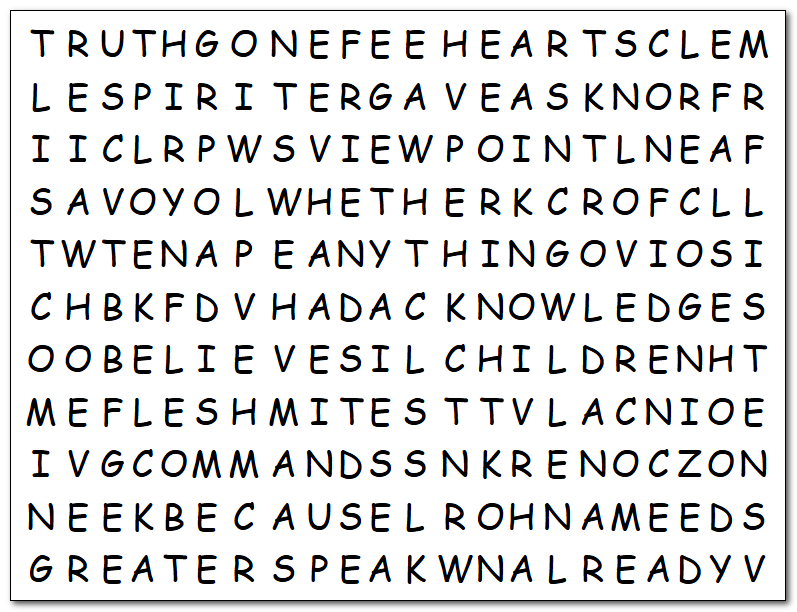 T R U T H G O N E F E E H E A R T S C L E M
L E S P I R I T E R G A V E A S K N O R F R
I I C L R P W S V I E W P O I N T L N E A F
S A V O Y O L W H E T H E R K C R O F C L L
T W T E N A P E A N Y T H I N G O V I O S I
C H B K F D V H A D A C K N O W L E D G E S
O O B E L I E V E S I L C H I L D R E N H T
M E F L E S H M I T E S T T V L A C N I O E
I V G C O M M A N D S S N K R E N O C Z O N
N E E K B E C A U S E L R O H N A M E E D S
G R E A T E R S P E A K W N A L R E A D Y V